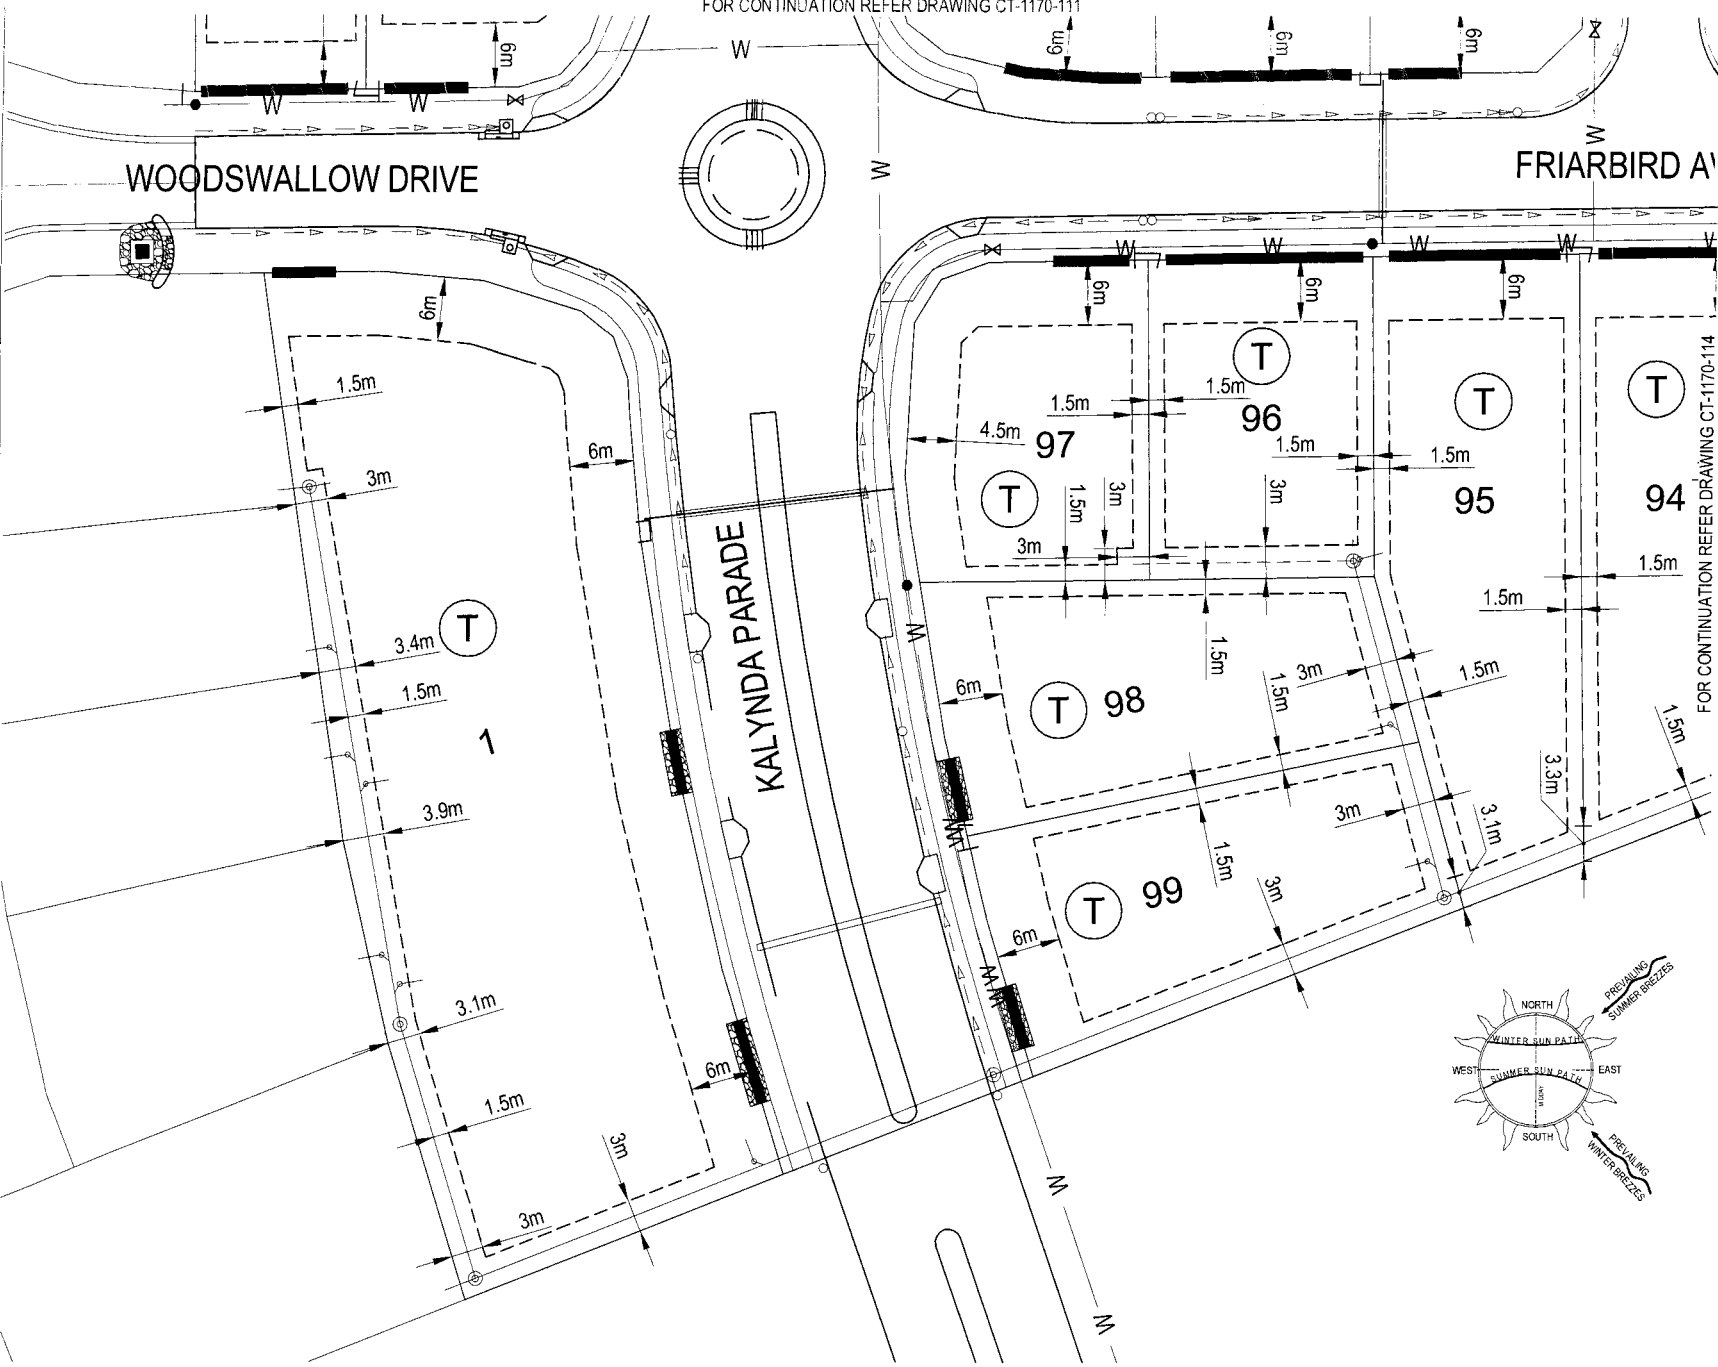 FOR CONTINUATION REFER DRAWING CT-1170-111
6m
6m
6m
6m
W
W
W
W
W
WOODSWALLOW DRIVE
FRIARBIRD AV
W
W
W
W
W
6m
6m
6m
6m
T
T
T
1.5m
1.5m
1.5m
96
4.5m
97
1.5m
1.5m
95
94
FOR CONTINUATION REFER DRAWING CT-1170-114
6m
3m
T
1.5m
3m
3m
3m
KALYNDA PARADE
1.5m
1.5m
T
3.4m
1.5m
1
W
1.5m
6m
T
98
3m
1.5m
1.5m
1.5m
3.3m
3.9m
W
W
3m
3.1m
1.5m
T
99
3m
6m
W
W
3.1m
6m
1.5m
3m
3m
W
W
PREVAILING
SUMMER BREZZES
NORTH
WINTER SUN PATH
WEST
EAST
SUMMER SUN PATH
MIDDAY
SOUTH
PREVAILING
WINTER BREZZES